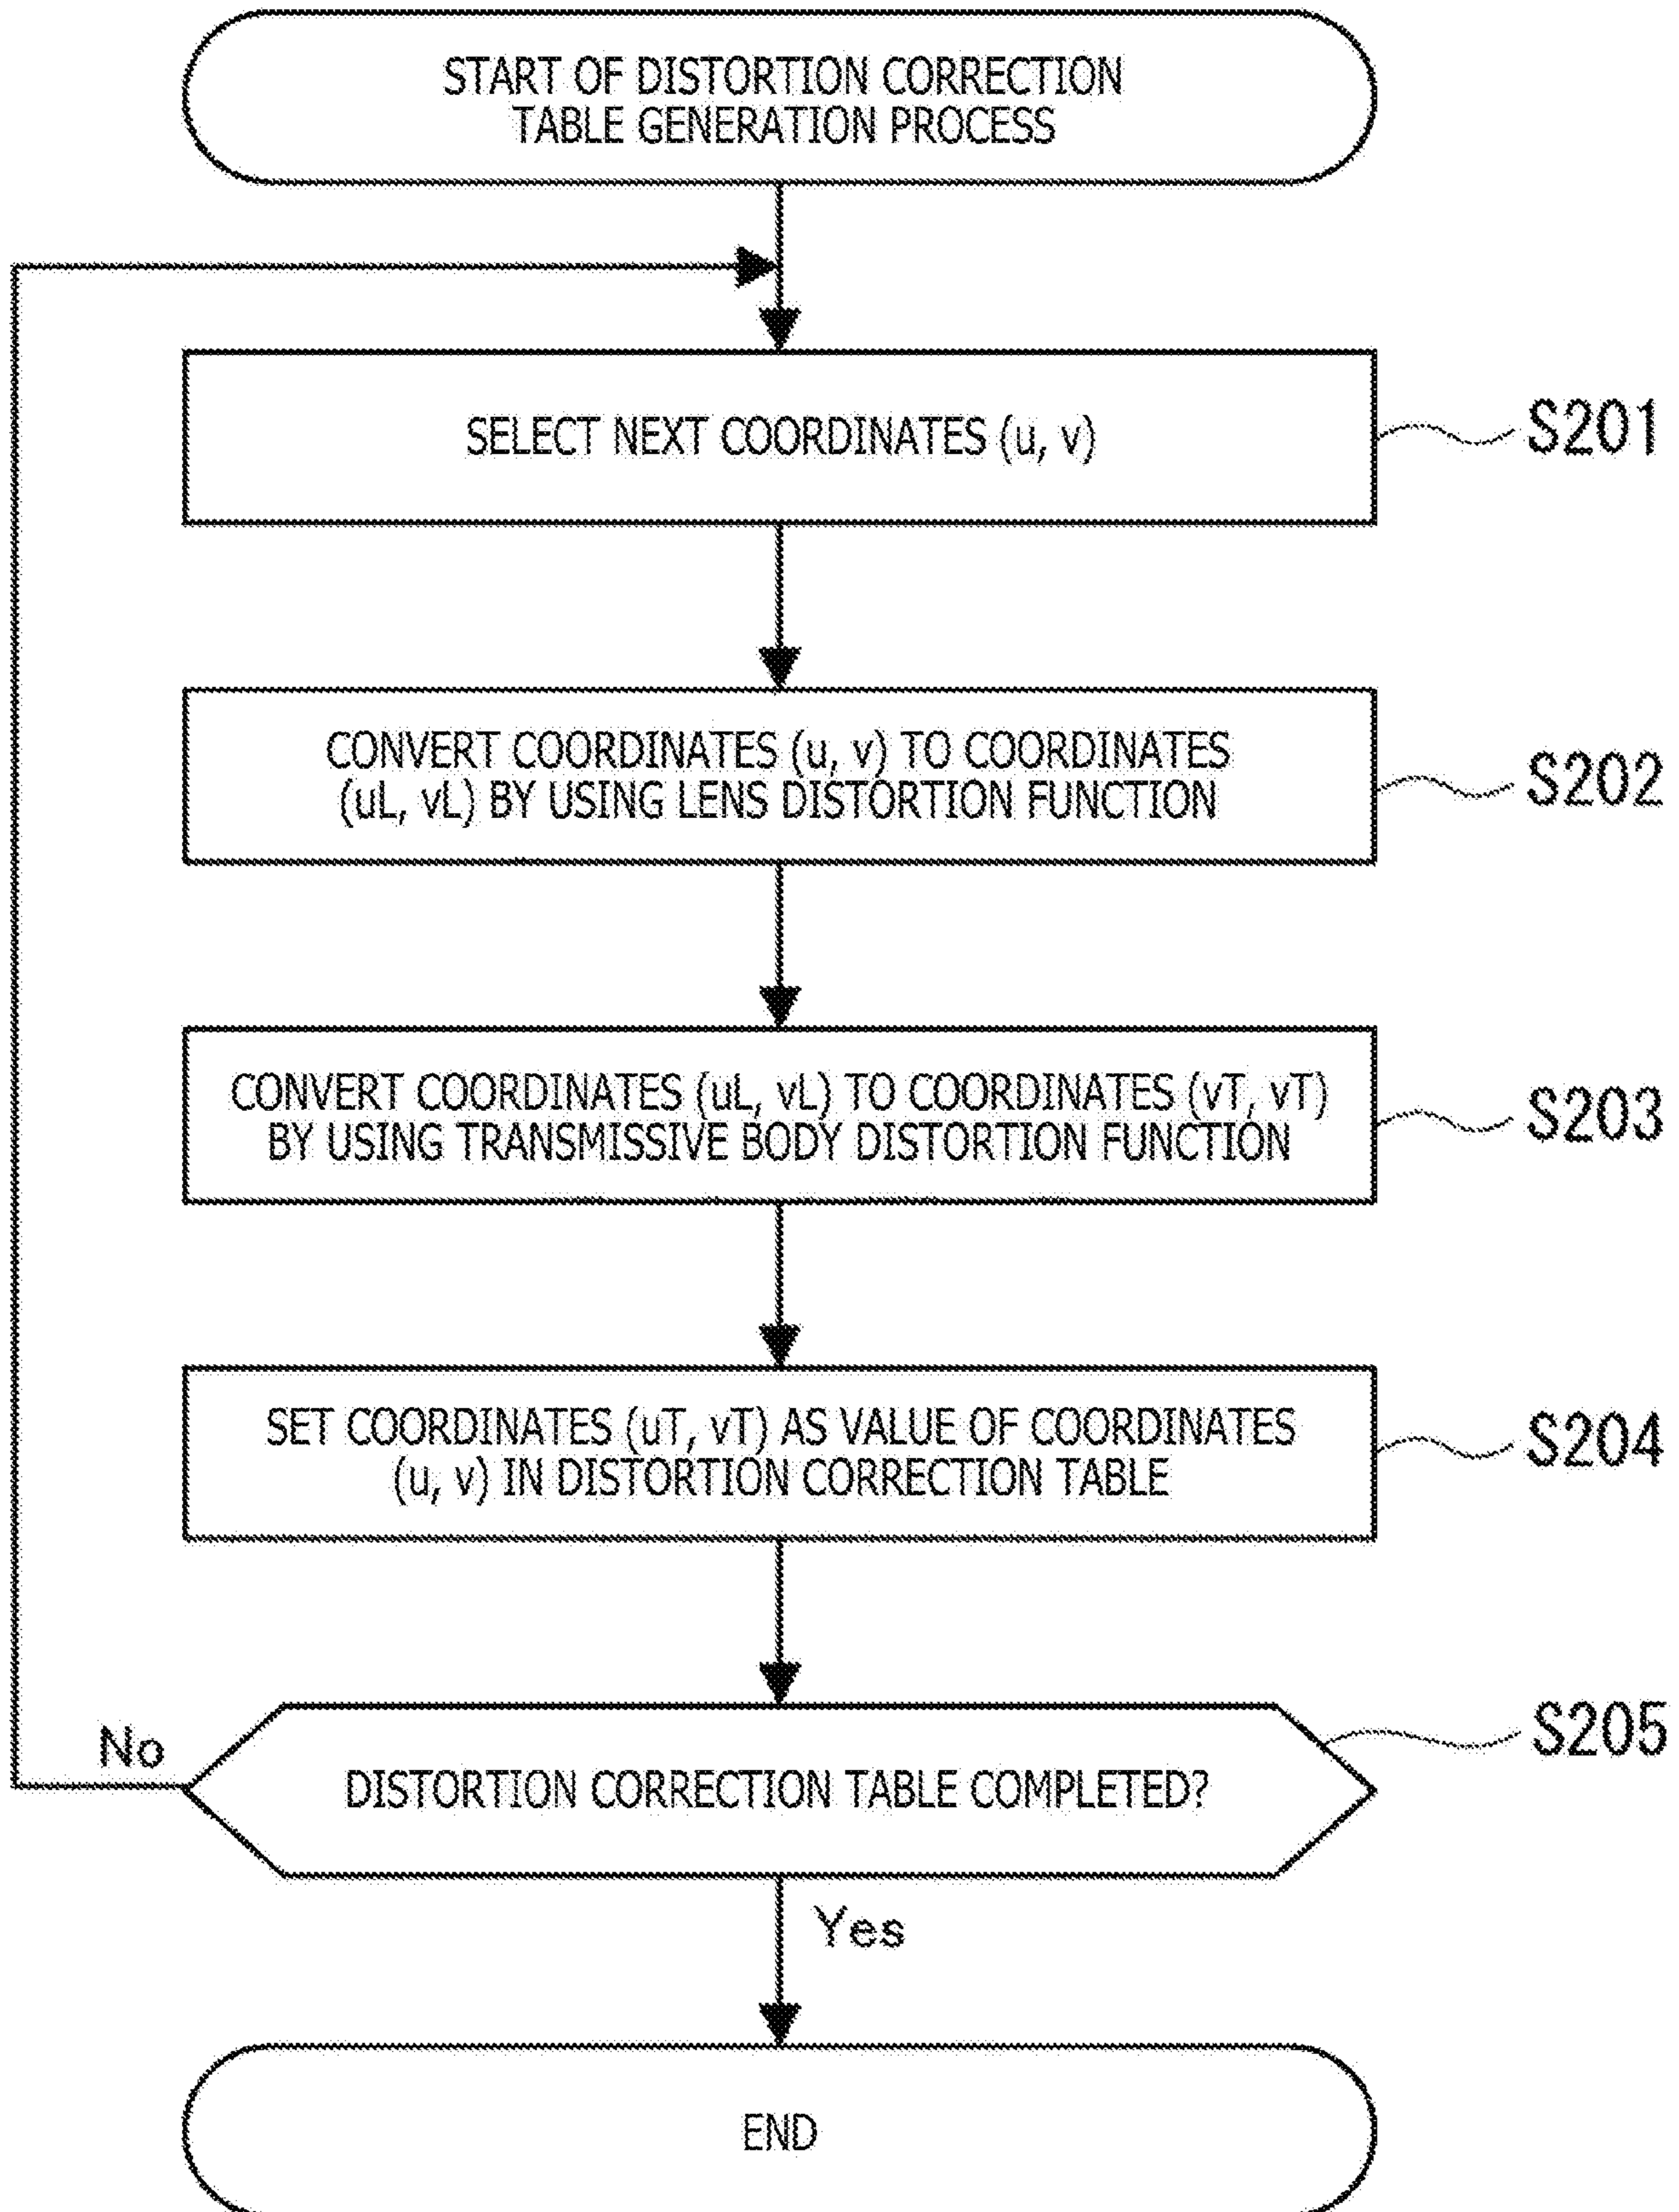 START OF DISTORTION CORRECTION
TABLE GENERATION PROCESS
SELECT NEXT COORDINATES (u, v)
S201
CONVERT COORDINATES (u, v) TO COORDINATES
(uL, vL) BY USING LENS DISTORTION FUNCTION
S202
CONVERT COORDINATES (uL, vL) TO COORDINATES (vT, vT)
BY USING TRANSMISSIVE BODY DISTORTION FUNCTION
S203
SET COORDINATES (uT, vT) AS VALUE OF COORDINATES
(u, v) IN DISTORTION CORRECTION TABLE
S204
DISTORTION CORRECTION TABLE COMPLETED?
S205
No
Yes
END